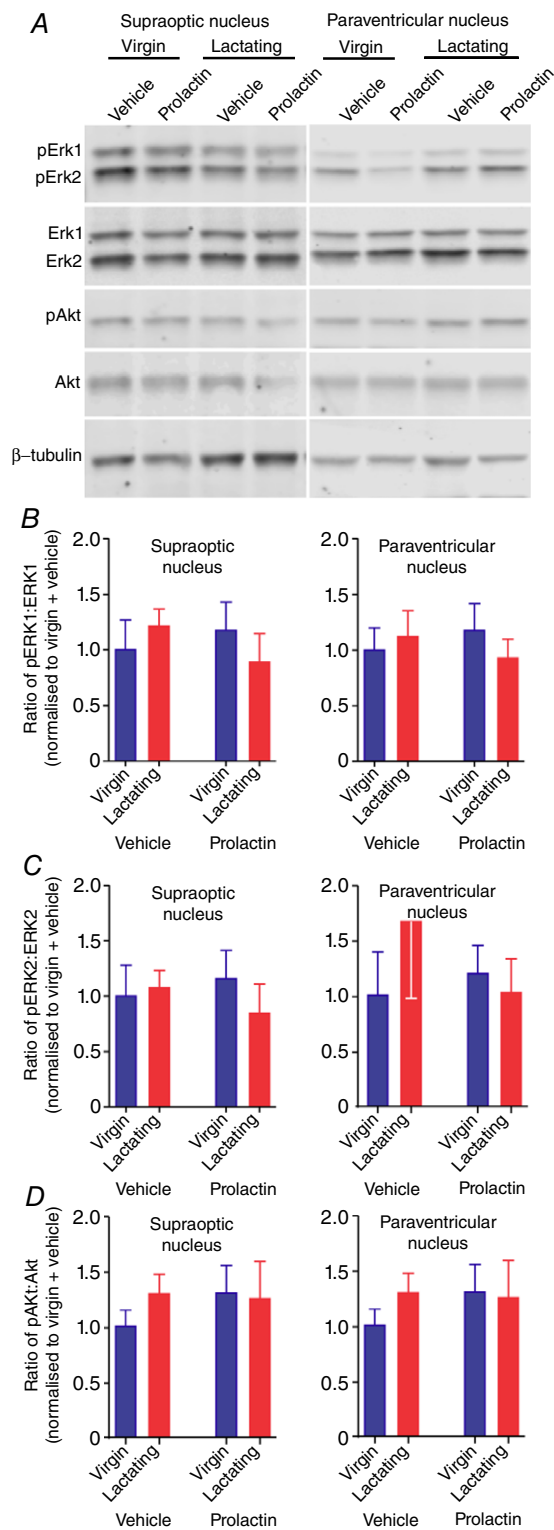 A
Supraoptic nucleus
Paraventricular nucleus
Virgin
Lactating
Virgin
Lactating
Vehicle
Prolactin
Vehicle
Prolactin
Vehicle
Prolactin
Vehicle
Prolactin
pErk1
pErk2
Erk1
Erk2
pAkt
Akt
β–tubulin
B
Ratio of pERK1:ERK1
(normalised to virgin + vehicle)
2.0
1.5
1.0
0.5
0
Supraoptic
nucleus
Virgin
Lactating
Virgin
Lactating
Vehicle
Prolactin
2.0
1.5
1.0
0.5
0
Paraventricular
nucleus
Virgin
Lactating
Virgin
Lactating
Vehicle
Prolactin
C
Ratio of pERK2:ERK2
(normalised to virgin + vehicle)
2.0
1.5
1.0
0.5
0
Supraoptic
nucleus
Virgin
Lactating
Virgin
Lactating
Vehicle
Prolactin
2.0
1.5
1.0
0.5
0
Paraventricular
nucleus
Virgin
Lactating
Virgin
Lactating
Vehicle
Prolactin
D
Ratio of pAKt:Akt
(normalised to virgin + vehicle)
2.0
1.5
1.0
0.5
0
Supraoptic
nucleus
Virgin
Lactating
Virgin
Lactating
Vehicle
Prolactin
2.0
1.5
1.0
0.5
0
Paraventricular
nucleus
Virgin
Lactating
Virgin
Lactating
Vehicle
Prolactin